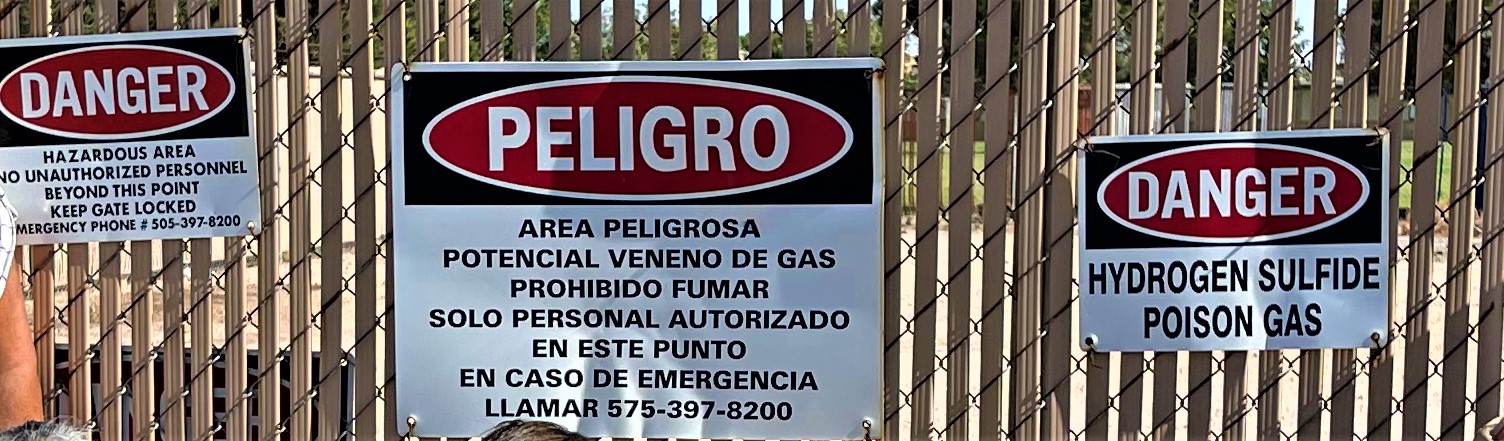 DANGER
HAZARDOUS AREA
NO UNAUTHORIZED PERSONNEL
BEYOND THIS POINT
KEEP GATE LOCKED
EMERGENCY PHONE # 505-397-8200
PELIGRO
AREA PELIGROSA
POTENCIAL VENENO DE GAS
PROHIBIDO FUMAR
SOLO PERSONAL AUTORIZADO
EN ESTE PUNTO
EN CASO DE EMERGENCIA
LLAMAR 575-397-8200
DANGER
HYDROGEN SULFIDE
POISON GAS